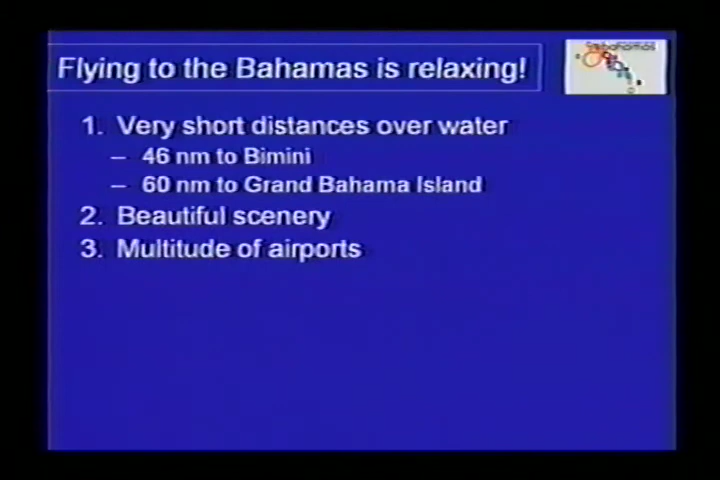 Flying to the Bahamas is relaxing!
bahamas
1. Very short distances over water
– 46 nm to Bimini
– 60 nm to Grand Bahama Island
2. Beautiful scenery
3. Multitude of airports